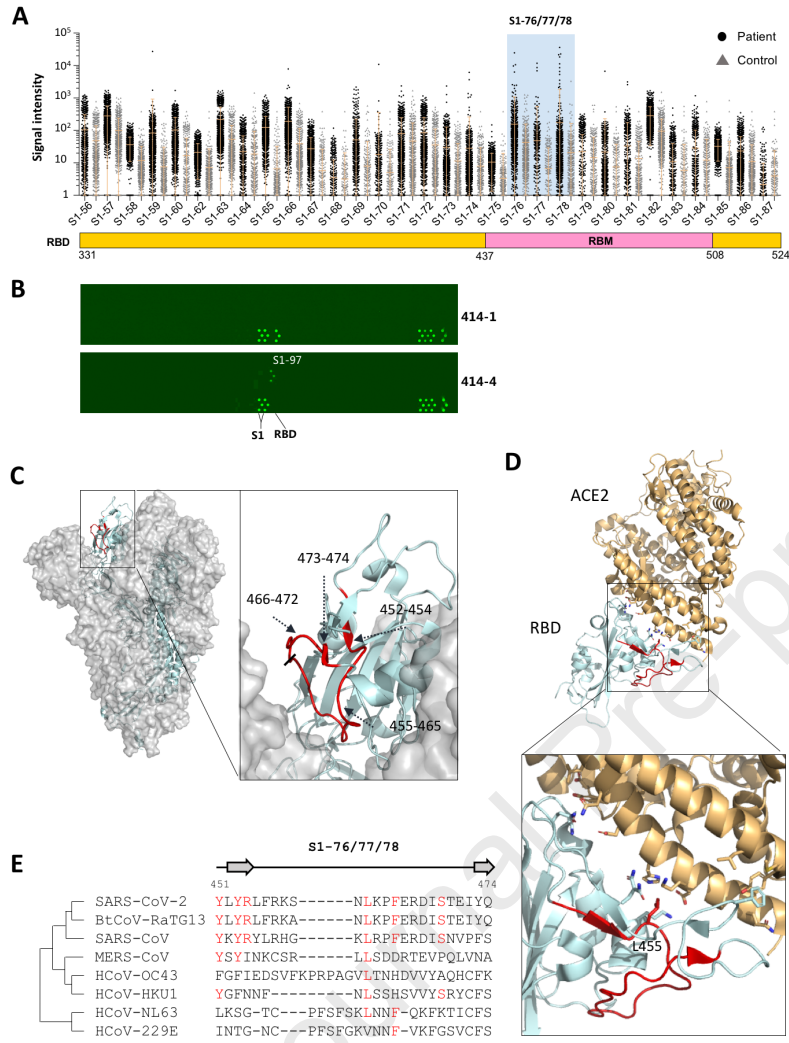 A
S1-76/77/78
Patient
Control
Signal intensity
10^5
10^4
10^3
10^2
10
1
S1-56
S1-57
S1-58
S1-59
S1-60
S1-62
S1-63
S1-64
S1-65
S1-66
S1-67
S1-68
S1-69
S1-70
S1-71
S1-72
S1-73
S1-74
S1-75
S1-76
S1-77
S1-78
S1-79
S1-80
S1-81
S1-82
S1-83
S1-84
S1-85
S1-86
S1-87
RBD
RBM
331
437
508
524
B
414-1
S1-97
414-4
S1
RBD
C
473-474
466-472
452-454
455-465
D
ACE2
RBD
L455
E
S1-76/77/78
451
474
SARS-CoV-2 YLYRLFRKS------NLKPFERDISTEIYQ
BtCoV-RaTG13 YLYRLFRKA------NLKPFERDISTEIYQ
SARS-CoV YKYRYLRHG------KLRPFERDISNVPFS
MERS-CoV YSYINKCSR------LLSDDRTEVPQLVNA
HCoV-OC43 FGFIEDSVFKPRPAGVLTNHDVVYAQHCFK
HCoV-HKU1 YGFNNF---------NLSSHSVVYSRYCFS
HCoV-NL63 LKSG-TC--PFSFSKLNNF-QKFKTICFS
HCoV-229E INTG-NC--PFSFGKVNNF-VKFGSVCFS
Journal Pre-pr